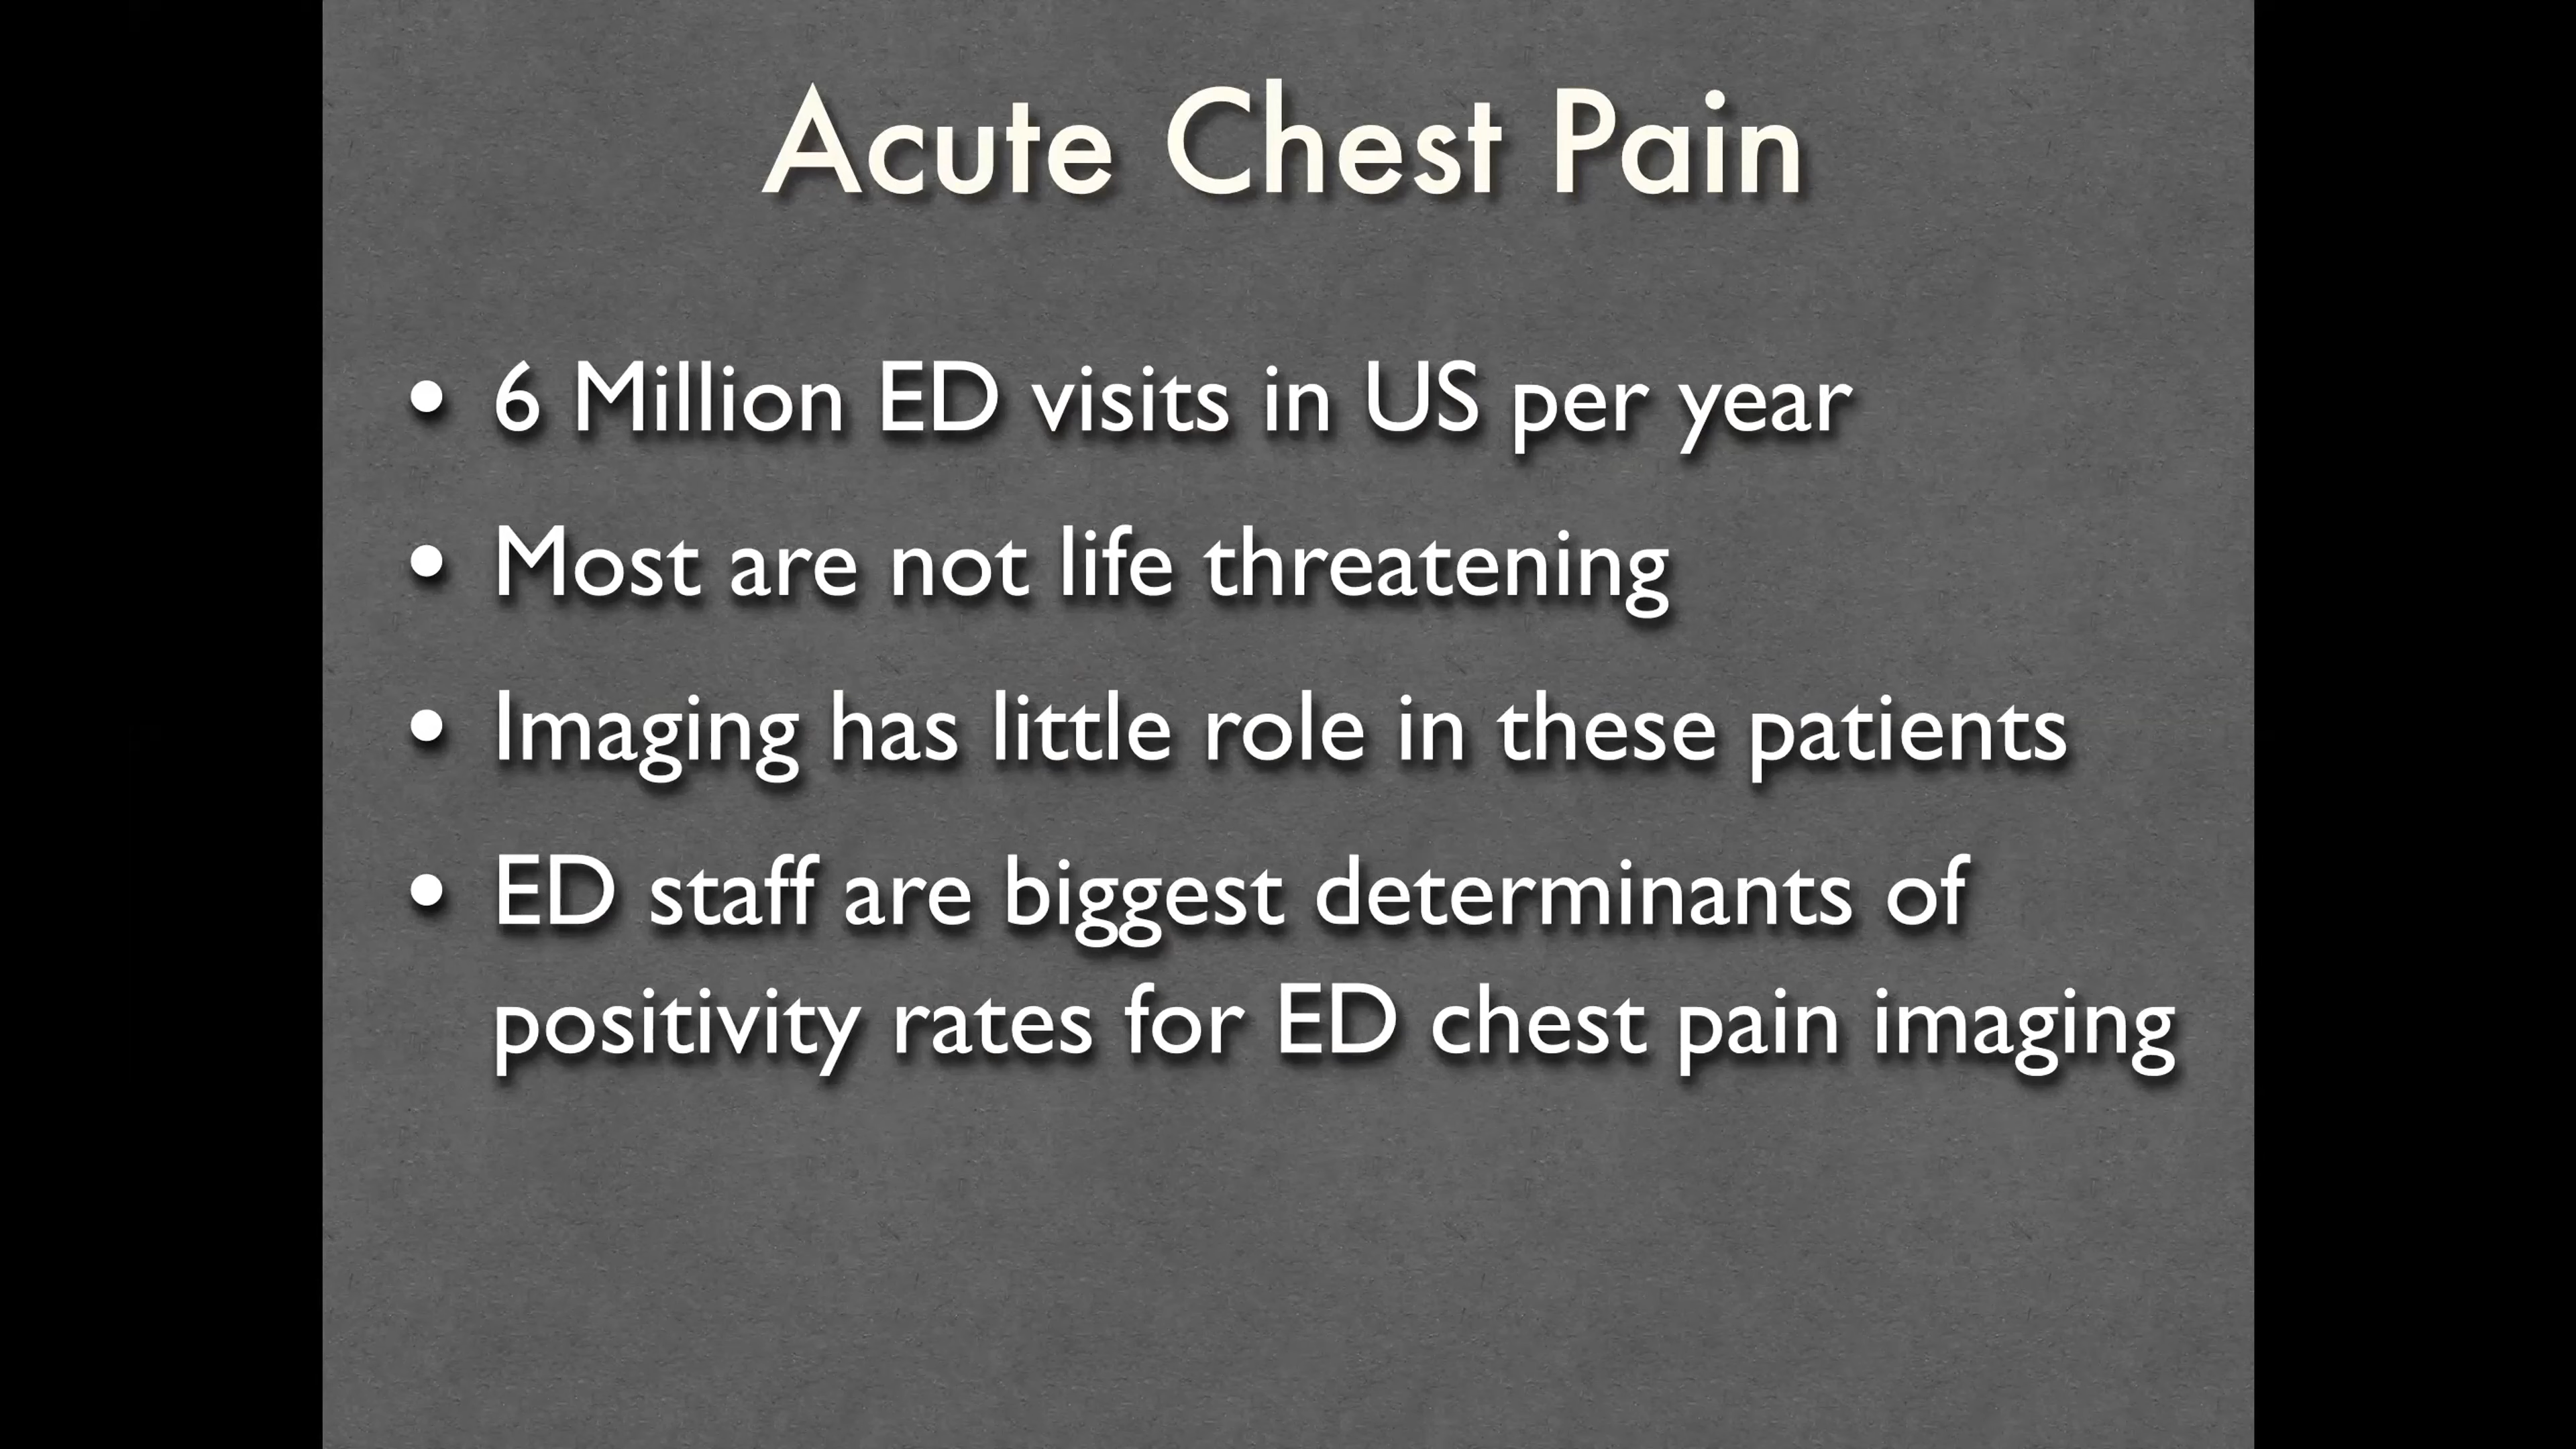 Acute Chest Pain
• 6 Million ED visits in US per year
• Most are not life threatening
• Imaging has little role in these patients
• ED staff are biggest determinants of
positivity rates for ED chest pain imaging